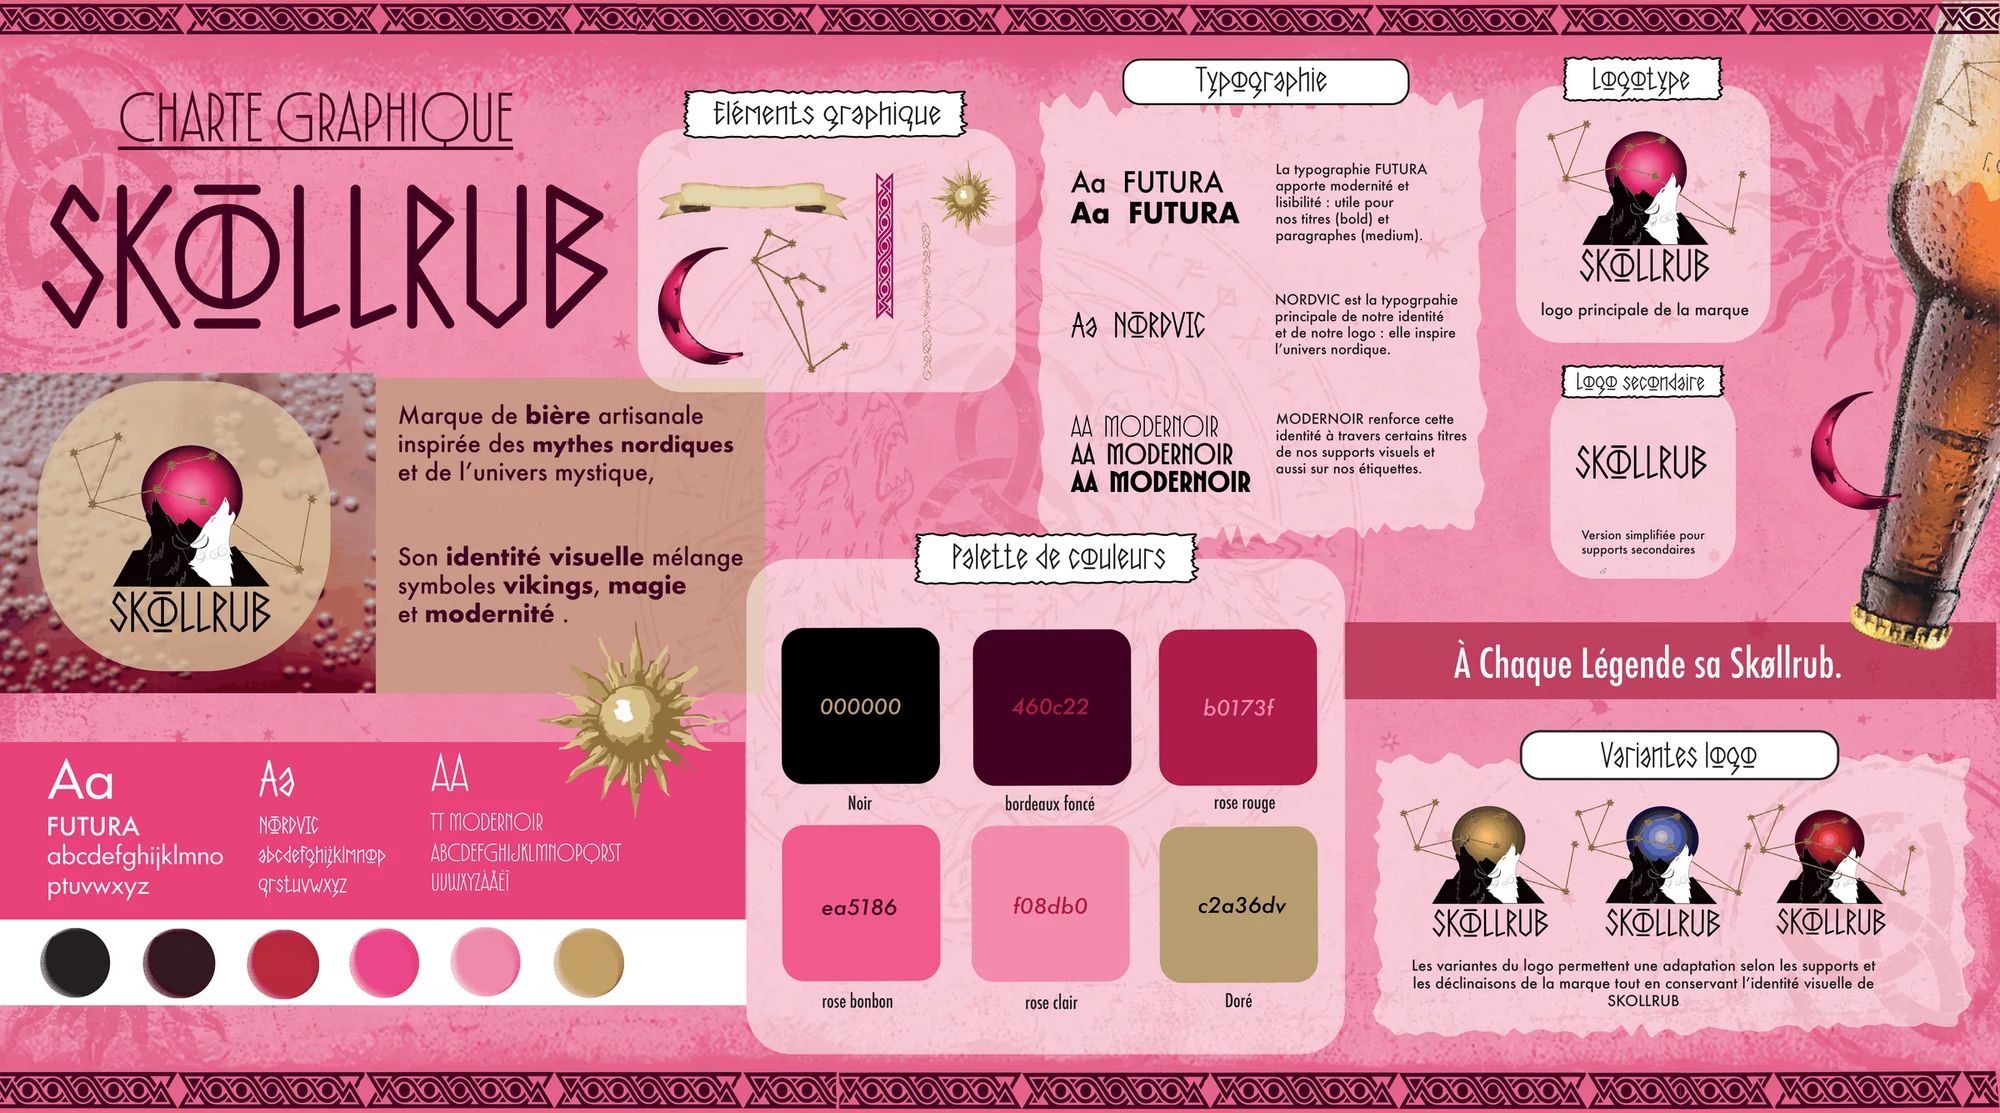 CHARTE GRAPHIQUE
SKØLLRUB
Marque de bière artisanale
inspirée des mythes nordiques
et de l'univers mystique,
Son identité visuelle mélange
symboles vikings, magie
et modernité .
SKØLLRUB
Aa
FUTURA
abcdefghijklmno
ptuvwxyz
Aa
NORDVIC
abcdefghijklmnop
qrstuvwxyz
AA
TT MODERNOIR
ABCDEFGHIJKLMNOPQRST
UVWXYZÀÅÉÎ
Eléments graphique
Typographie
Aa FUTURA
Aa FUTURA
La typographie FUTURA
apporte modernité et
lisibilité : utile pour
nos titres (bold) et
paragraphes (medium).
Aa NORDVIC
NORDVIC est la typogrpahie
principale de notre identité
et de notre logo : elle inspire
l'univers nordique.
AA MODERNOIR
AA MODERNOIR
AA MODERNOIR
MODERNOIR renforce cette
identité à travers certains titres
de nos supports visuels et
aussi sur nos étiquettes.
Palette de couleurs
000000
460c22
b0173f
Noir
bordeaux foncé
rose rouge
ea5186
f08db0
c2a36dv
rose bonbon
rose clair
Doré
Logotype
SKØLLRUB
logo principale de la marque
Logo secondaire
SKØLLRUB
Version simplifiée pour
supports secondaires
À Chaque Légende sa Skøllrub.
Variantes logo
SKØLLRUB
SKØLLRUB
SKØLLRUB
Les variantes du logo permettent une adaptation selon les supports et
les déclinaisons de la marque tout en conservant l'identité visuelle de
SKOLLRUB